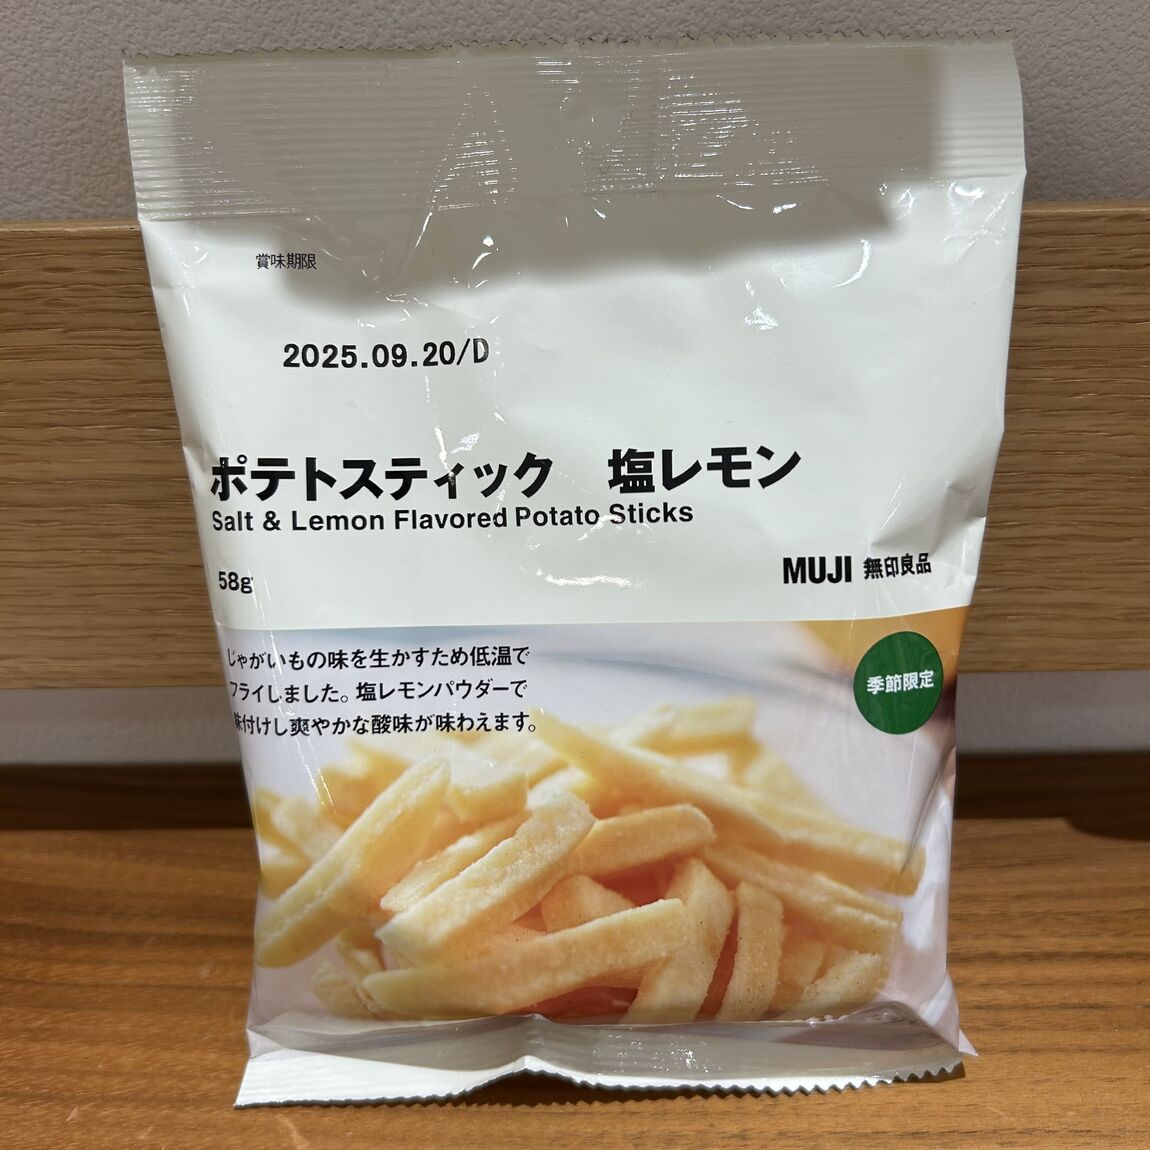 賞味期限
2025.09.20/D
ポテトスティック 塩レモン
Salt & Lemon Flavored Potato Sticks
58g
MUJI 無印良品
じゃがいもの味を生かすため低温で
フライしました。塩レモンパウダーで
味付けし爽やかな酸味が味わえます。
季節限定